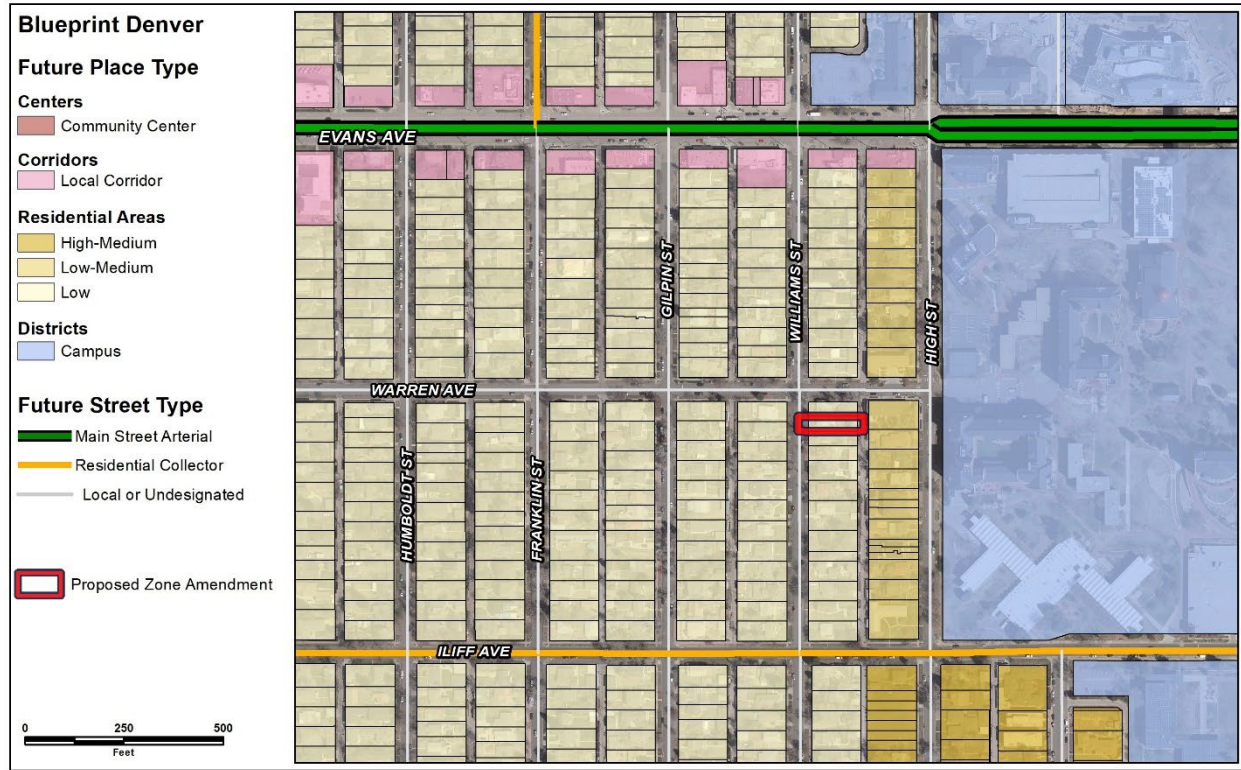 Blueprint Denver
Future Place Type
Centers
Community Center
Corridors
Local Corridor
Residential Areas
High-Medium
Low-Medium
Low
Districts
Campus
Future Street Type
Main Street Arterial
Residential Collector
Local or Undesignated
Proposed Zone Amendment
0 250 500
Feet
EVANS AVE
GILPIN ST
WILLIAMS ST
HIGH ST
WARREN AVE
HUMBOLDT ST
FRANKLIN ST
ILIFF AVE